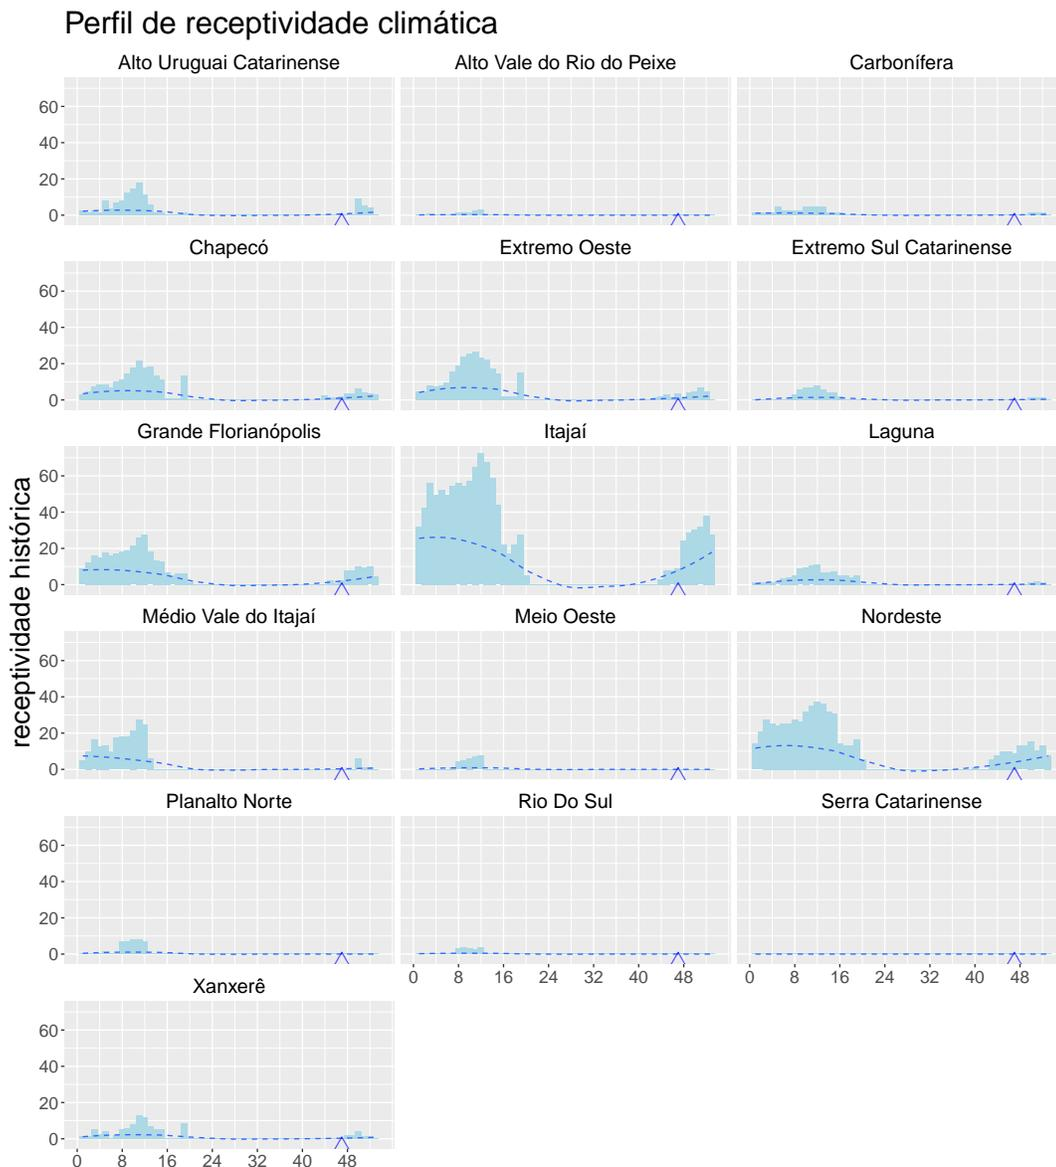 Perfil de receptividade climática
Alto Uruguai Catarinense
Alto Vale do Rio do Peixe
Carbonífera
60
40
20
0
Chapecó
Extremo Oeste
Extremo Sul Catarinense
60
40
20
0
Grande Florianópolis
Itajaí
Laguna
60
40
20
0
receptividade histórica
Médio Vale do Itajaí
Meio Oeste
Nordeste
60
40
20
0
Planalto Norte
Rio Do Sul
Serra Catarinense
60
40
20
0
0 8 16 24 32 40 48
0 8 16 24 32 40 48
Xanxerê
60
40
20
0
0 8 16 24 32 40 48